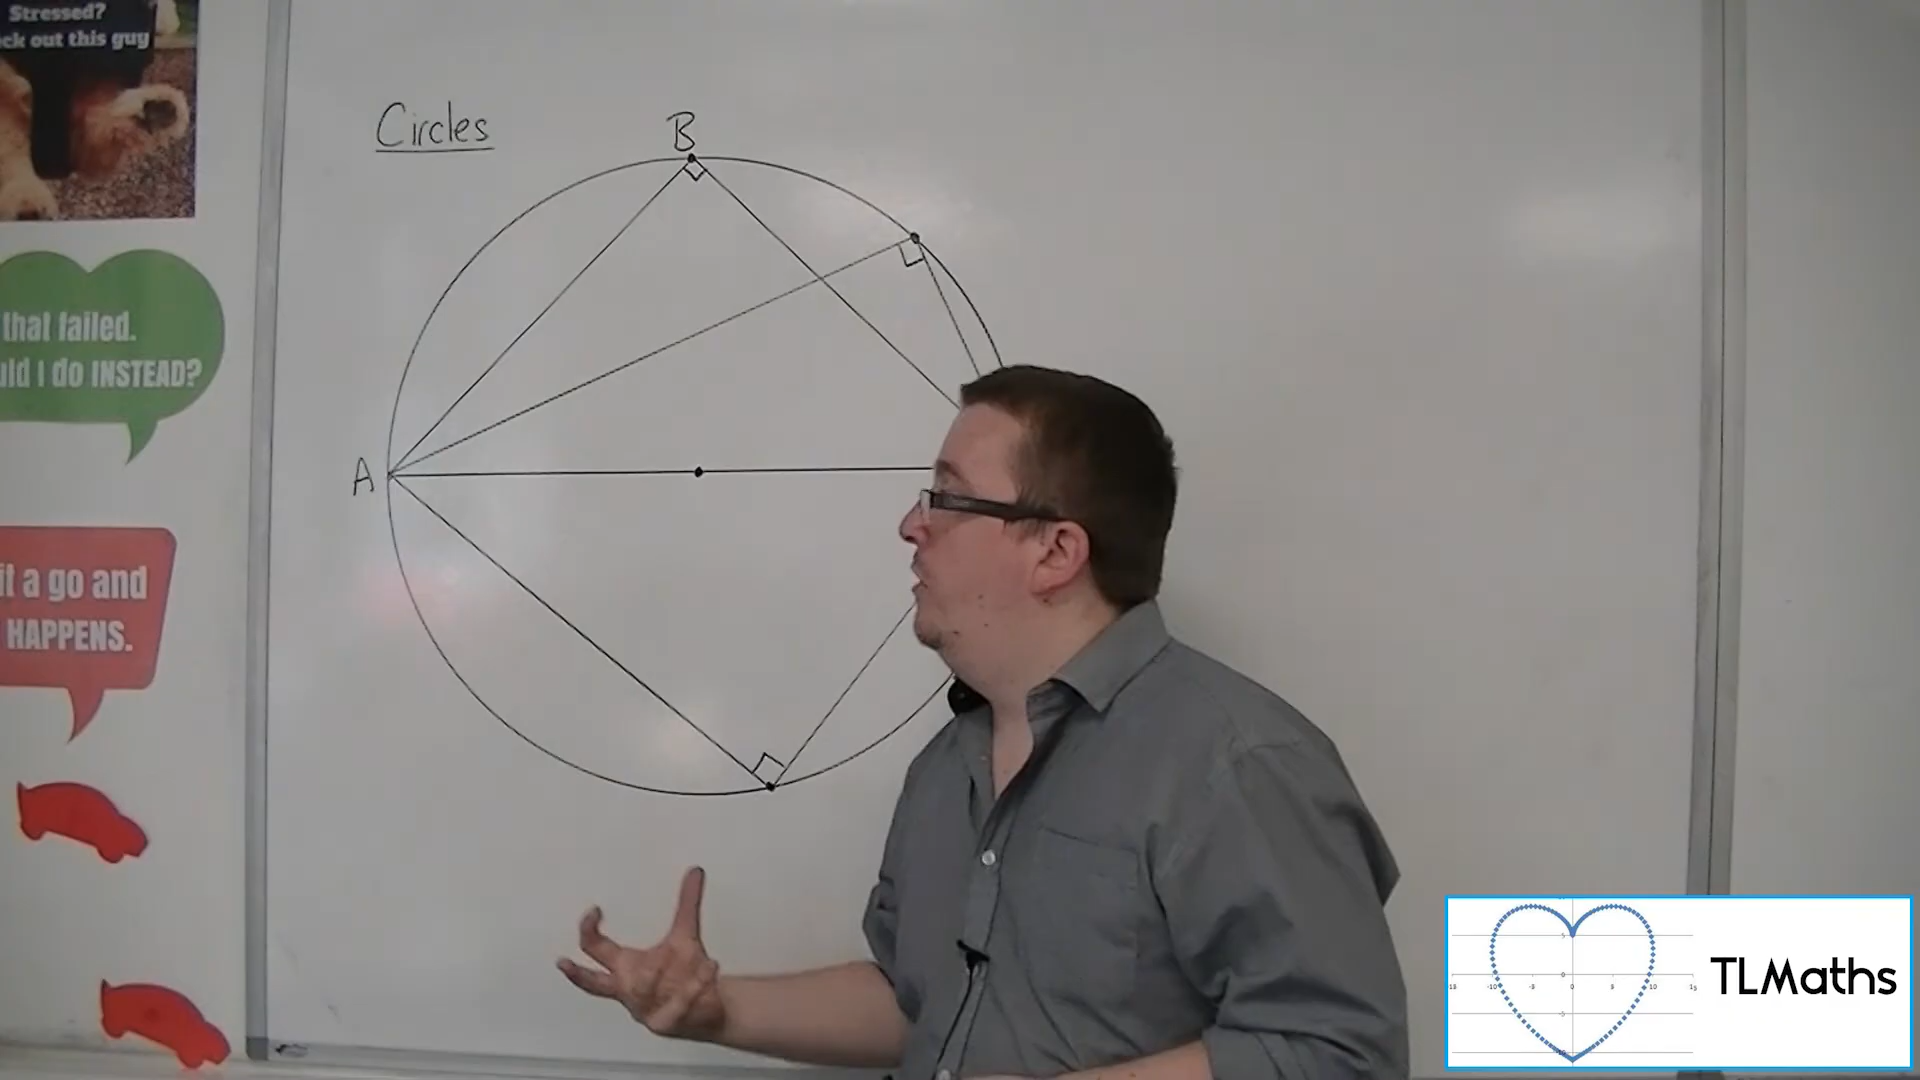 Stressed?
ck out this guy
Circles
B
A
that failed.
uld I do INSTEAD?
it a go and
HAPPENS.
TLMaths